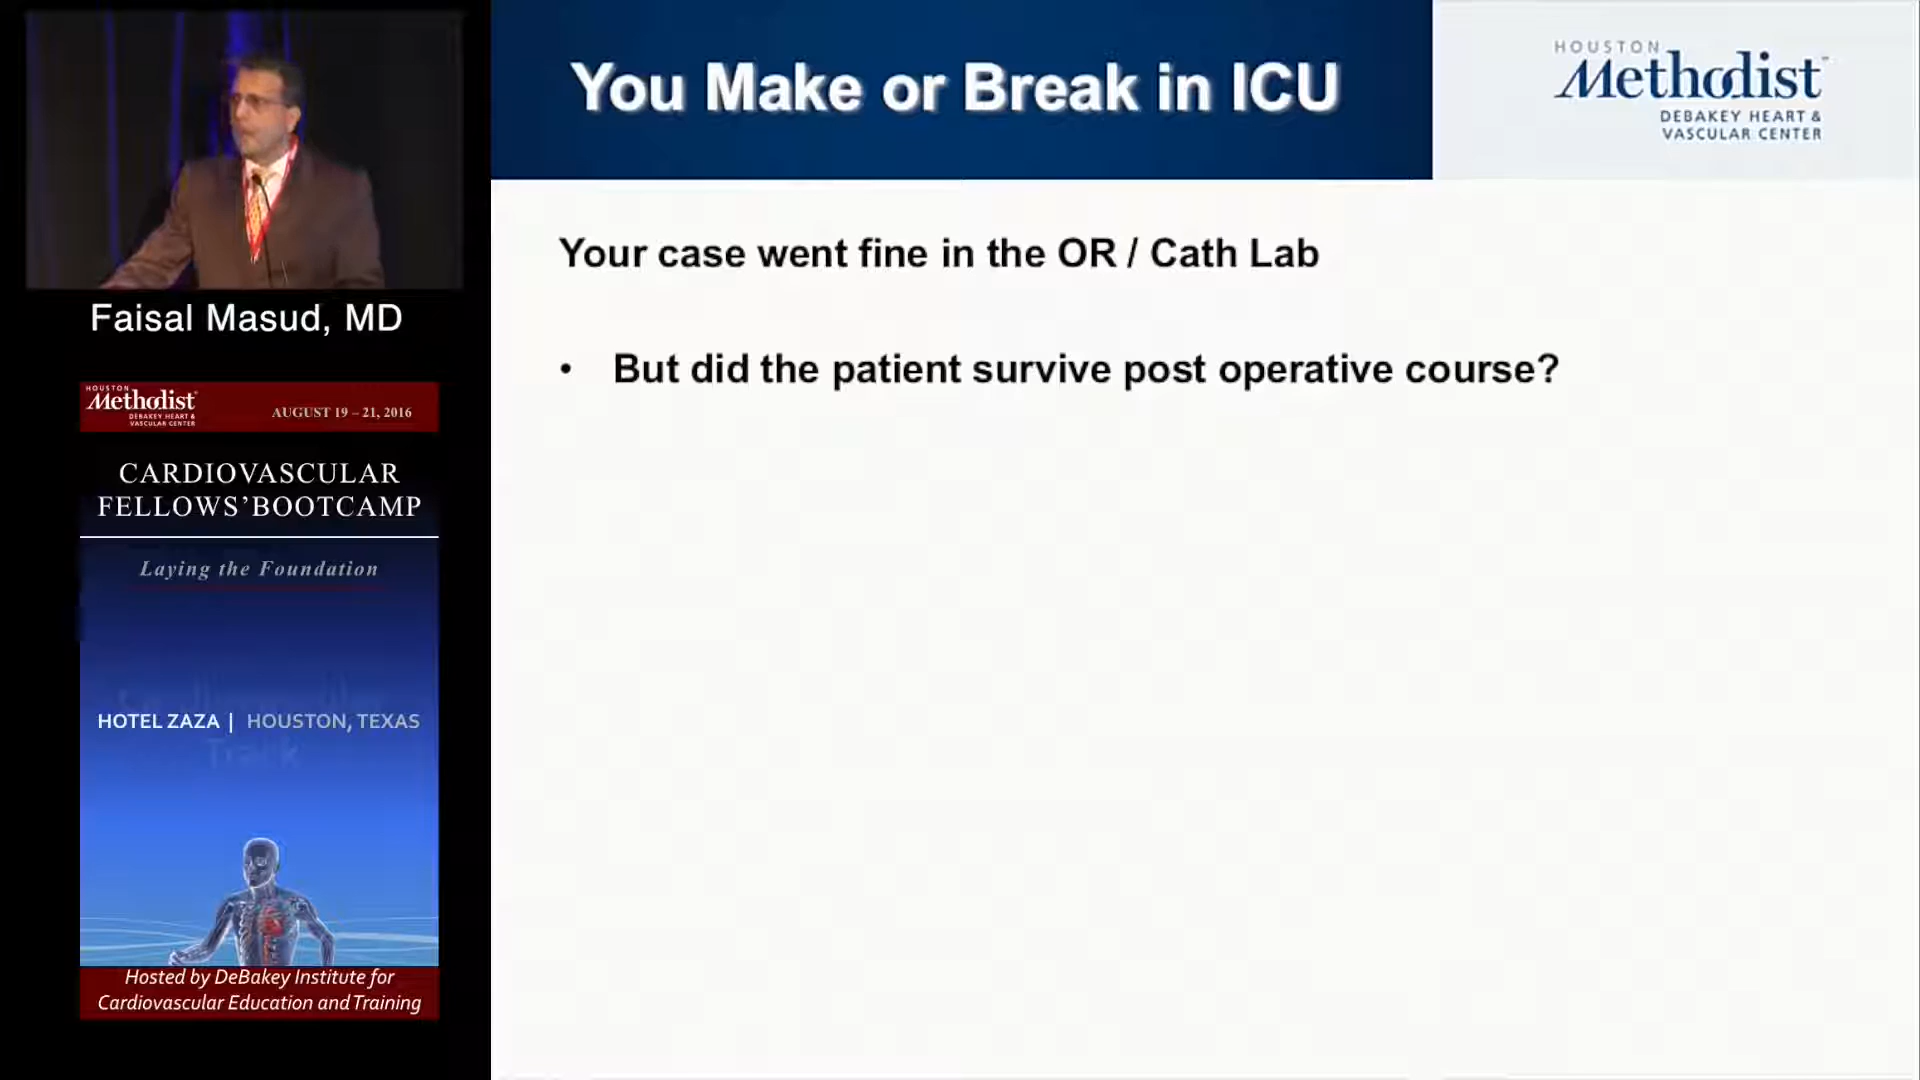 You Make or Break in ICU
HOUSTON
Methodist
DEBAKEY HEART &
VASCULAR CENTER
Your case went fine in the OR / Cath Lab
• But did the patient survive post operative course?
Faisal Masud, MD
HOUSTON
Methodist
DEBAKEY HEART &
VASCULAR CENTER
AUGUST 19 – 21, 2016
CARDIOVASCULAR
FELLOWS’BOOTCAMP
Laying the Foundation
HOTEL ZAZA | HOUSTON, TEXAS
Track
Hosted by DeBakey Institute for
Cardiovascular Education and Training